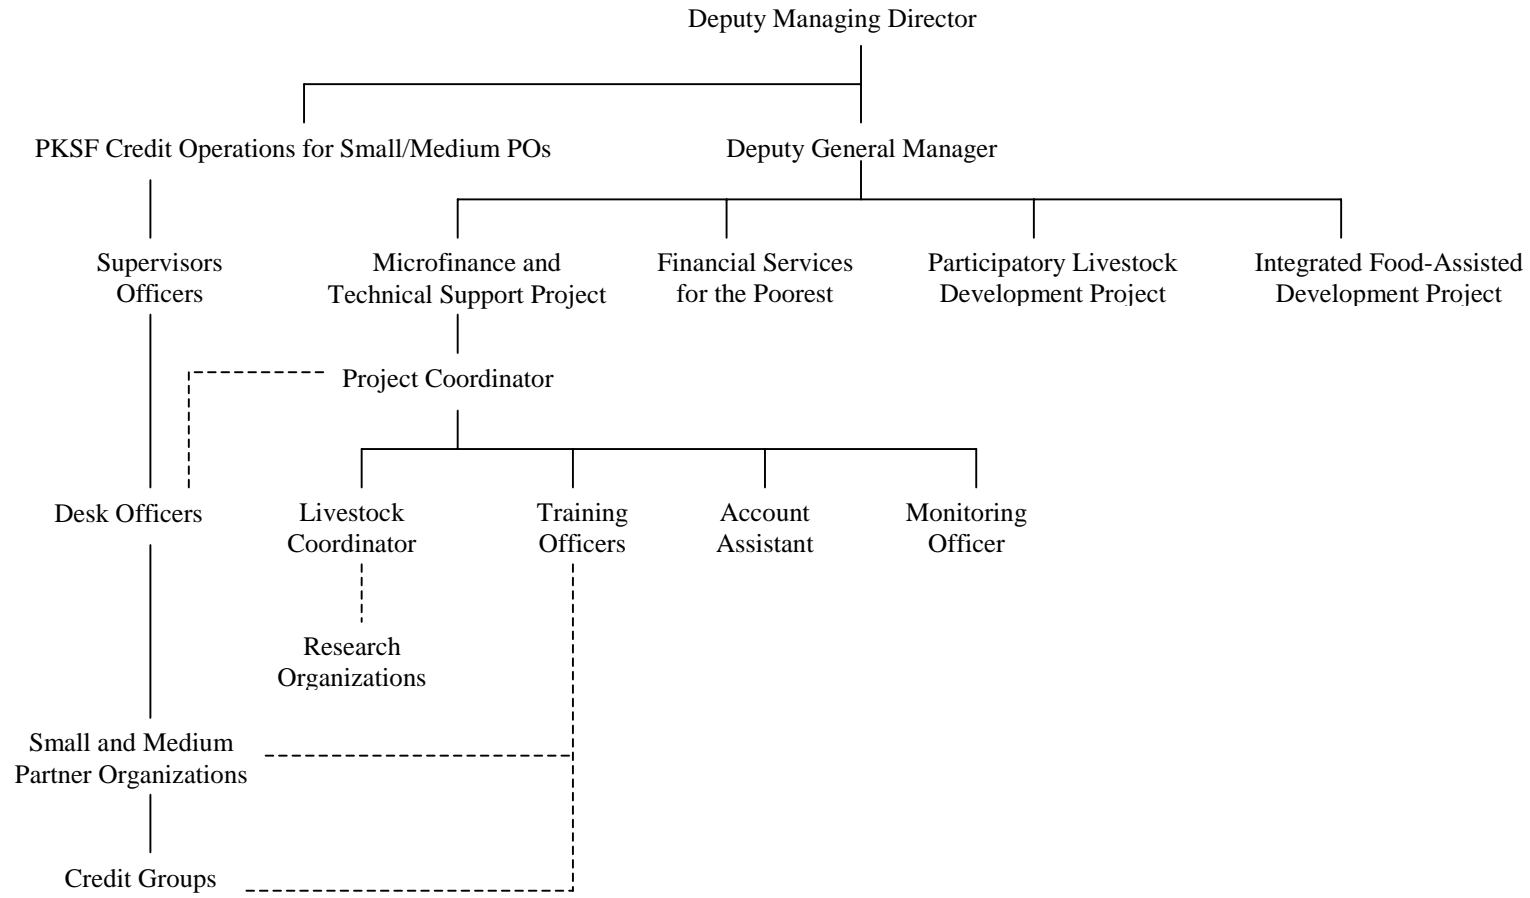 Deputy Managing Director
PKSF Credit Operations for Small/Medium POs
Deputy General Manager
Supervisors
Officers
Microfinance and
Technical Support Project
Financial Services
for the Poorest
Participatory Livestock
Development Project
Integrated Food-Assisted
Development Project
Project Coordinator
Desk Officers
Livestock
Coordinator
Training
Officers
Account
Assistant
Monitoring
Officer
Research
Organizations
Small and Medium
Partner Organizations
Credit Groups